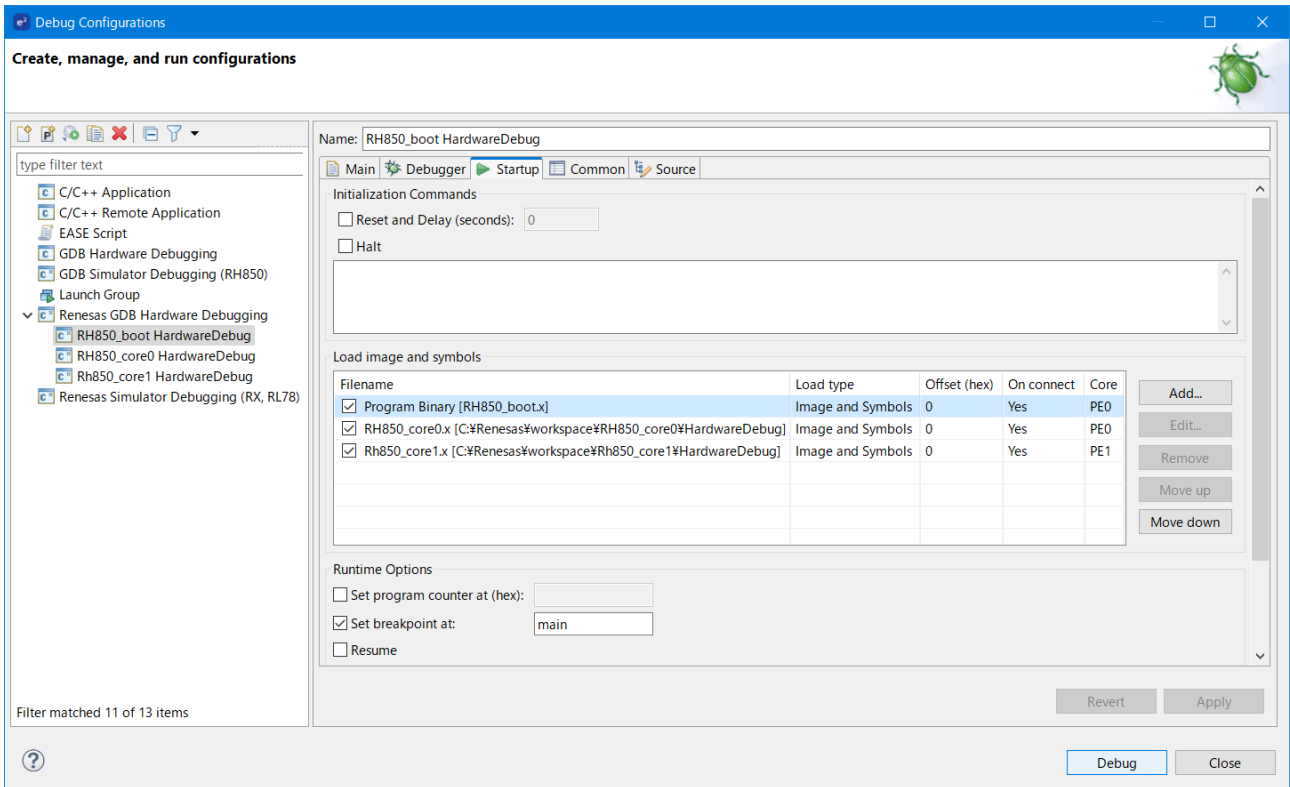 e² Debug Configurations
Create, manage, and run configurations
type filter text
C/C++ Application
C/C++ Remote Application
EASE Script
GDB Hardware Debugging
GDB Simulator Debugging (RH850)
Launch Group
Renesas GDB Hardware Debugging
RH850_boot HardwareDebug
RH850_core0 HardwareDebug
Rh850_core1 HardwareDebug
Renesas Simulator Debugging (RX, RL78)
Filter matched 11 of 13 items
Name: RH850_boot HardwareDebug
Main Debugger Startup Common Source
Initialization Commands
Reset and Delay (seconds): 0
Halt
Load image and symbols
Filename Load type Offset (hex) On connect Core
Program Binary [RH850_boot.x] Image and Symbols 0 Yes PE0
RH850_core0.x [C:¥Renesas¥workspace¥RH850_core0¥HardwareDebug] Image and Symbols 0 Yes PE0
Rh850_core1.x [C:¥Renesas¥workspace¥Rh850_core1¥HardwareDebug] Image and Symbols 0 Yes PE1
Add...
Edit...
Remove
Move up
Move down
Runtime Options
Set program counter at (hex):
Set breakpoint at: main
Resume
Revert Apply
? Debug Close